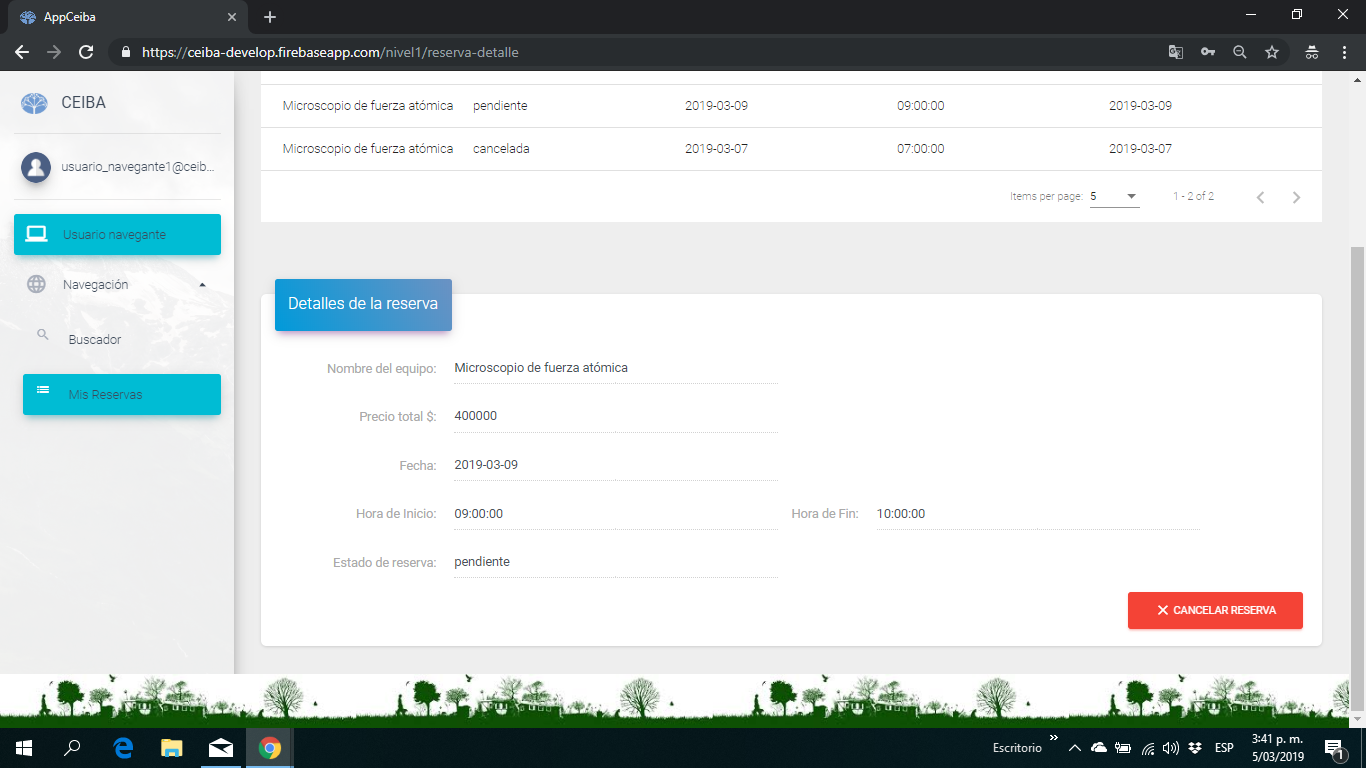 AppCeiba
https://ceiba-develop.firebaseapp.com/nivel1/reserva-detalle
CEIBA
usuario_navegante1@ceib...
Usuario navegante
Navegación
Buscador
Mis Reservas
Microscopio de fuerza atómica pendiente 2019-03-09 09:00:00 2019-03-09
Microscopio de fuerza atómica cancelada 2019-03-07 07:00:00 2019-03-07
Items per page: 5 1 - 2 of 2
Detalles de la reserva
Nombre del equipo: Microscopio de fuerza atómica
Precio total $: 400000
Fecha: 2019-03-09
Hora de Inicio: 09:00:00 Hora de Fin: 10:00:00
Estado de reserva: pendiente
CANCELAR RESERVA
Escritorio
ESP
3:41 p. m.
5/03/2019
1